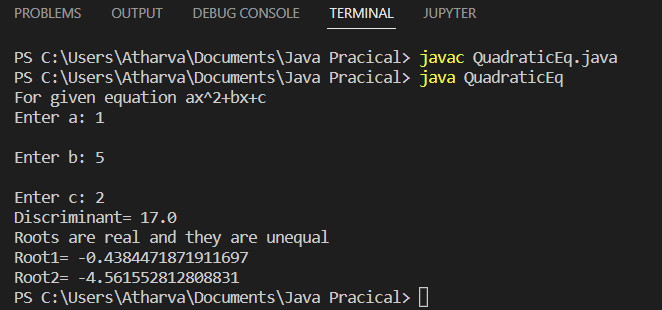 PROBLEMS OUTPUT DEBUG CONSOLE TERMINAL JUPYTER
PS C:\Users\Atharva\Documents\Java Pracical> javac QuadraticEq.java
PS C:\Users\Atharva\Documents\Java Pracical> java QuadraticEq
For given equation ax^2+bx+c
Enter a: 1
Enter b: 5
Enter c: 2
Discriminant= 17.0
Roots are real and they are unequal
Root1= -0.4384471871911697
Root2= -4.561552812808831
PS C:\Users\Atharva\Documents\Java Pracical>